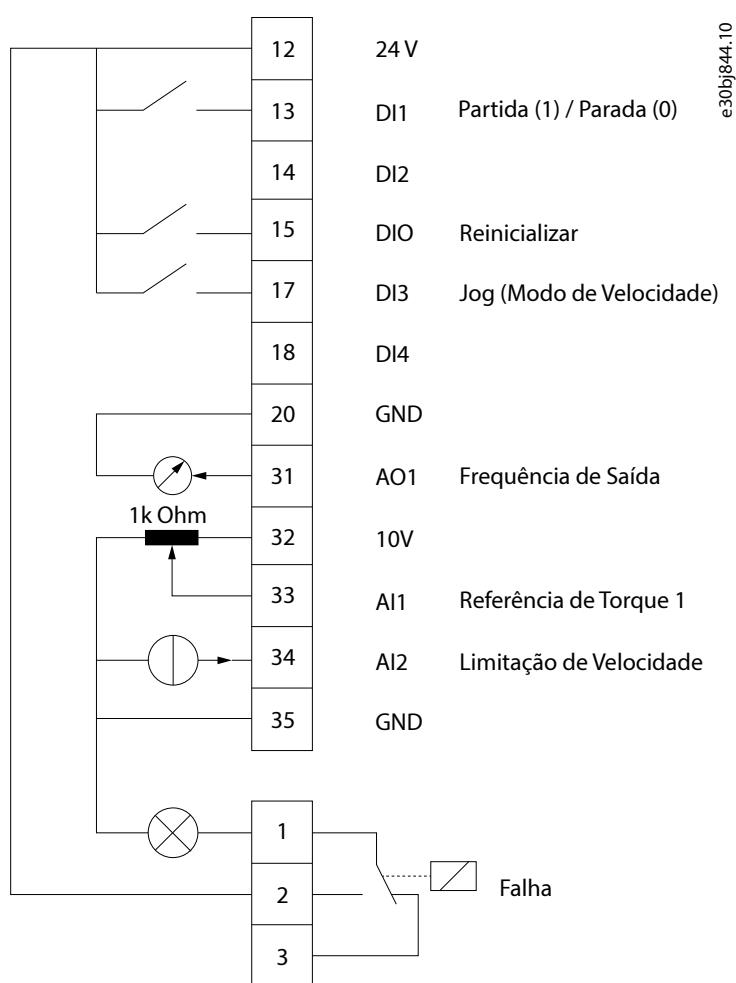 e30bj844.10
12 24 V
13 DI1 Partida (1) / Parada (0)
14 DI2
15 DIO Reinicializar
17 DI3 Jog (Modo de Velocidade)
18 DI4
20 GND
31 AO1 Frequência de Saída
1k Ohm
32 10V
33 AI1 Referência de Torque 1
34 AI2 Limitação de Velocidade
35 GND
1
2 Falha
3